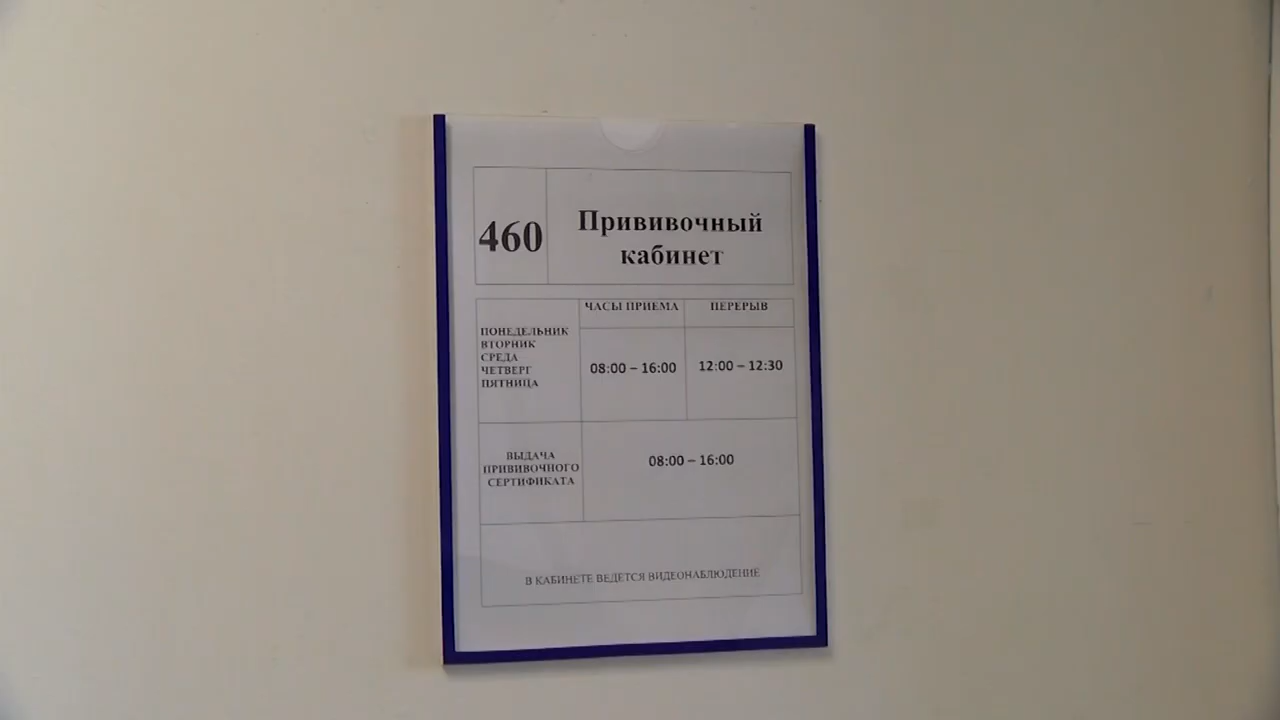 460
Прививочный
кабинет
ЧАСЫ ПРИЕМА
ПЕРЕРЫВ
ПОНЕДЕЛЬНИК
ВТОРНИК
СРЕДА
ЧЕТВЕРГ
ПЯТНИЦА
08:00 – 16:00
12:00 – 12:30
ВЫДАЧА
ПРИВИВОЧНОГО
СЕРТИФИКАТА
08:00 – 16:00
В КАБИНЕТЕ ВЕДЕТСЯ ВИДЕОНАБЛЮДЕНИЕ